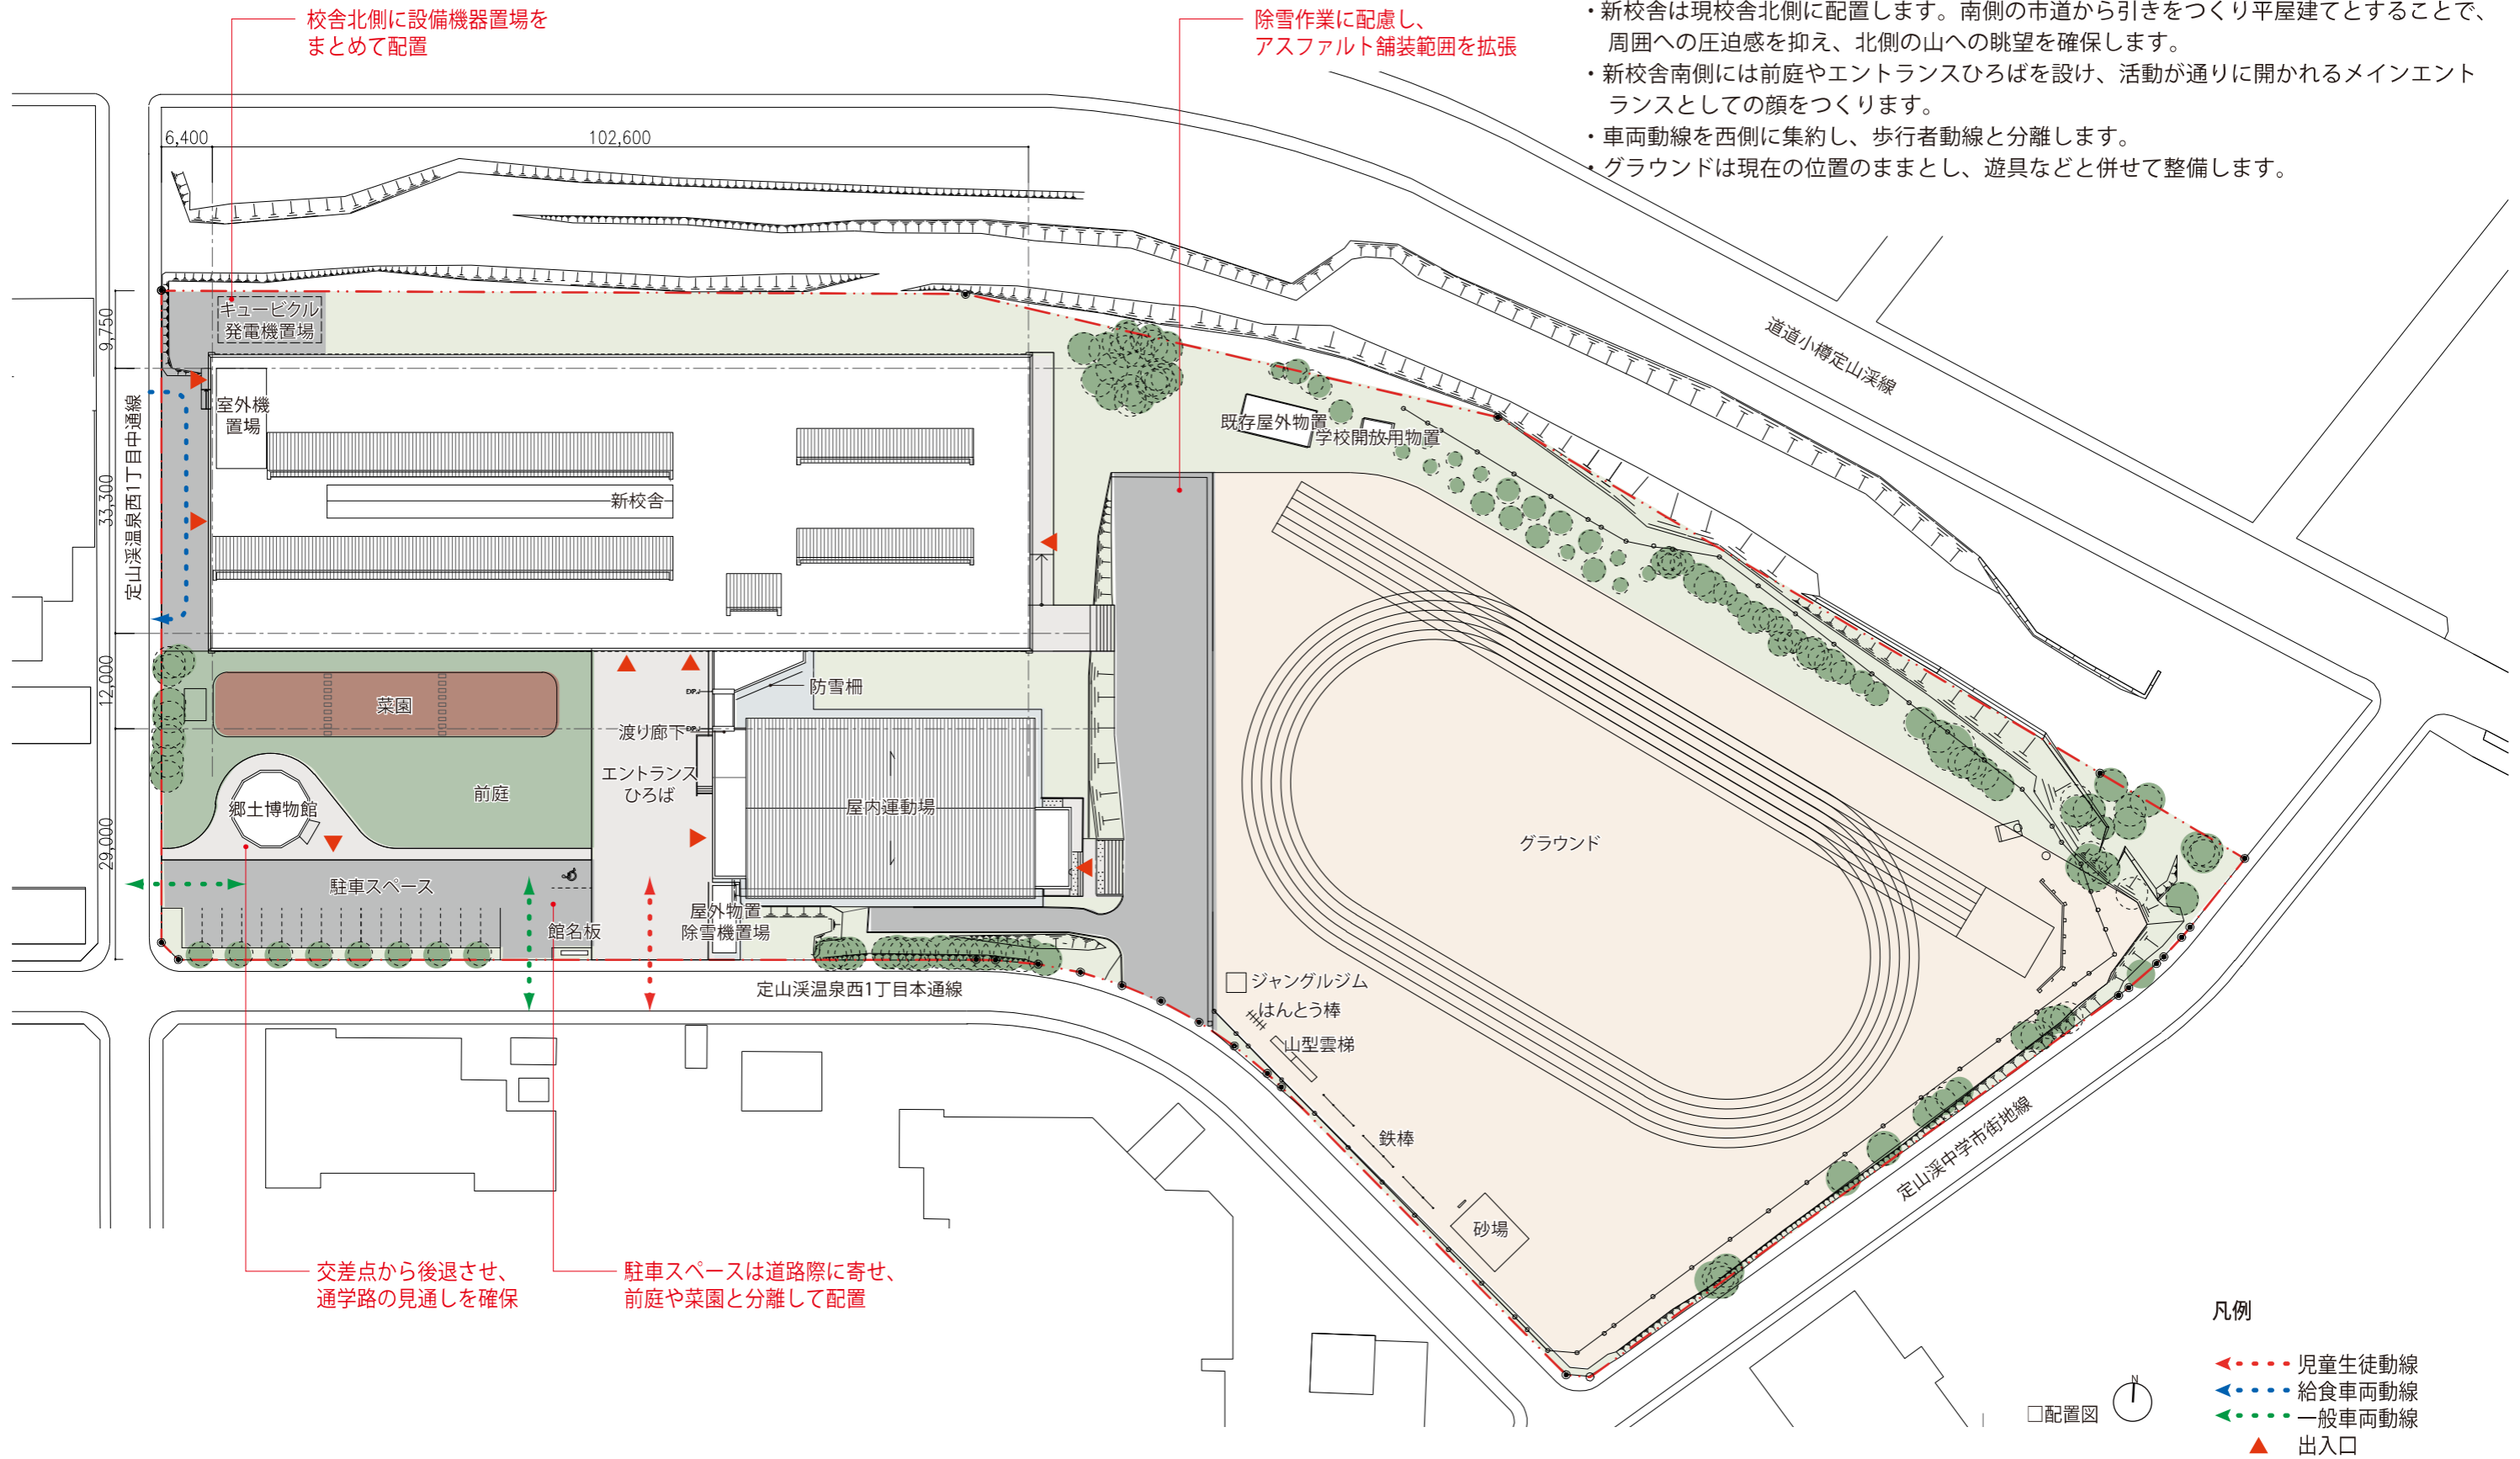 校舎北側に設備機器置場を
まとめて配置
除雪作業に配慮し、
アスファルト舗装範囲を拡張
・新校舎は現校舎北側に配置します。南側の市道から引きをつくり平屋建てとすることで、
周囲への圧迫感を抑え、北側の山への眺望を確保します。
・新校舎南側には前庭やエントランスひろばを設け、活動が通りに開かれるメインエント
ランスとしての顔をつくります。
・車両動線を西側に集約し、歩行者動線と分離します。
・グラウンドは現在の位置のままとし、遊具などと併せて整備します。
6,400
102,600
9,750
33,300
12,000
29,000
キュービクル
発電機置場
室外機
置場
新校舎
定山渓温泉西1丁目中通線
道道小樽定山渓線
既存屋外物置
学校開放用物置
菜園
防雪柵
渡り廊下
エントランス
ひろば
前庭
郷土博物館
屋内運動場
グラウンド
駐車スペース
館名板
屋外物置
除雪機置場
定山渓温泉西1丁目本通線
ジャングルジム
はんとう棒
山型雲梯
鉄棒
砂場
定山渓中学市街地線
交差点から後退させ、
通学路の見通しを確保
駐車スペースは道路際に寄せ、
前庭や菜園と分離して配置
凡例
児童生徒動線
給食車両動線
一般車両動線
出入口
□配置図
N